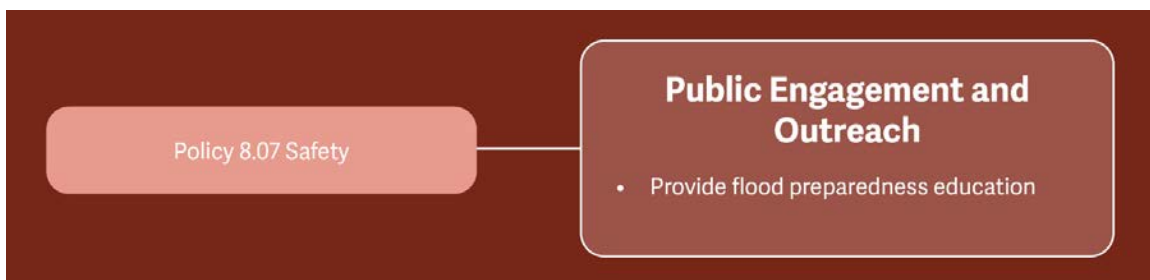 Policy 8.07 Safety
Public Engagement and
Outreach
• Provide flood preparedness education